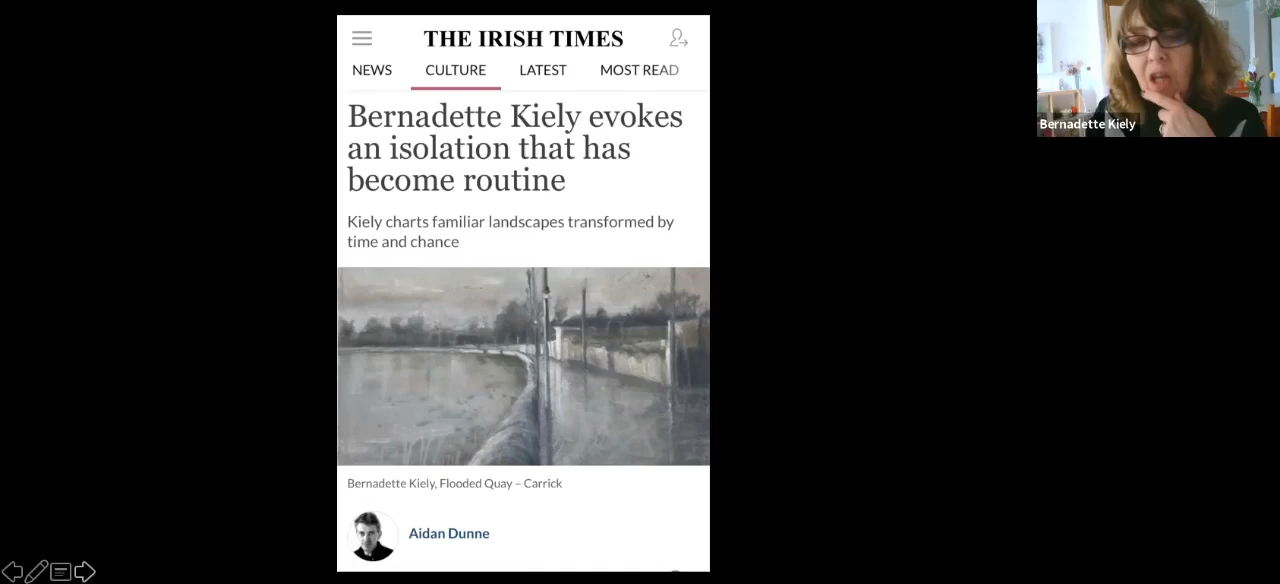 THE IRISH TIMES
NEWS CULTURE LATEST MOST READ
Bernadette Kiely evokes
an isolation that has
become routine
Kiely charts familiar landscapes transformed by
time and chance
Bernadette Kiely, Flooded Quay – Carrick
Aidan Dunne
Bernadette Kiely